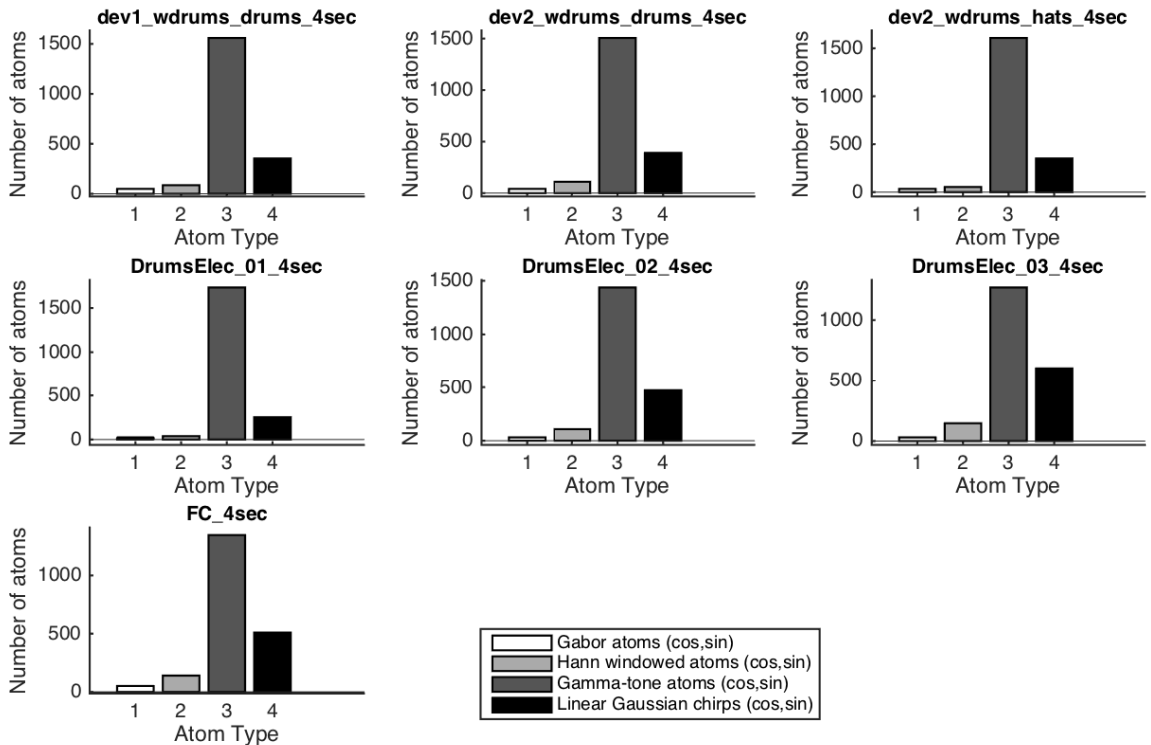 dev1_wdrums_drums_4sec
Number of atoms
1500
1000
500
0
1 2 3 4
Atom Type
dev2_wdrums_drums_4sec
Number of atoms
1500
1000
500
0
1 2 3 4
Atom Type
dev2_wdrums_hats_4sec
Number of atoms
1500
1000
500
0
1 2 3 4
Atom Type
DrumsElec_01_4sec
Number of atoms
1500
1000
500
0
1 2 3 4
Atom Type
DrumsElec_02_4sec
Number of atoms
1500
1000
500
0
1 2 3 4
Atom Type
DrumsElec_03_4sec
Number of atoms
1000
500
0
1 2 3 4
Atom Type
FC_4sec
Number of atoms
1000
500
0
1 2 3 4
Atom Type
Gabor atoms (cos,sin)
Hann windowed atoms (cos,sin)
Gamma-tone atoms (cos,sin)
Linear Gaussian chirps (cos,sin)